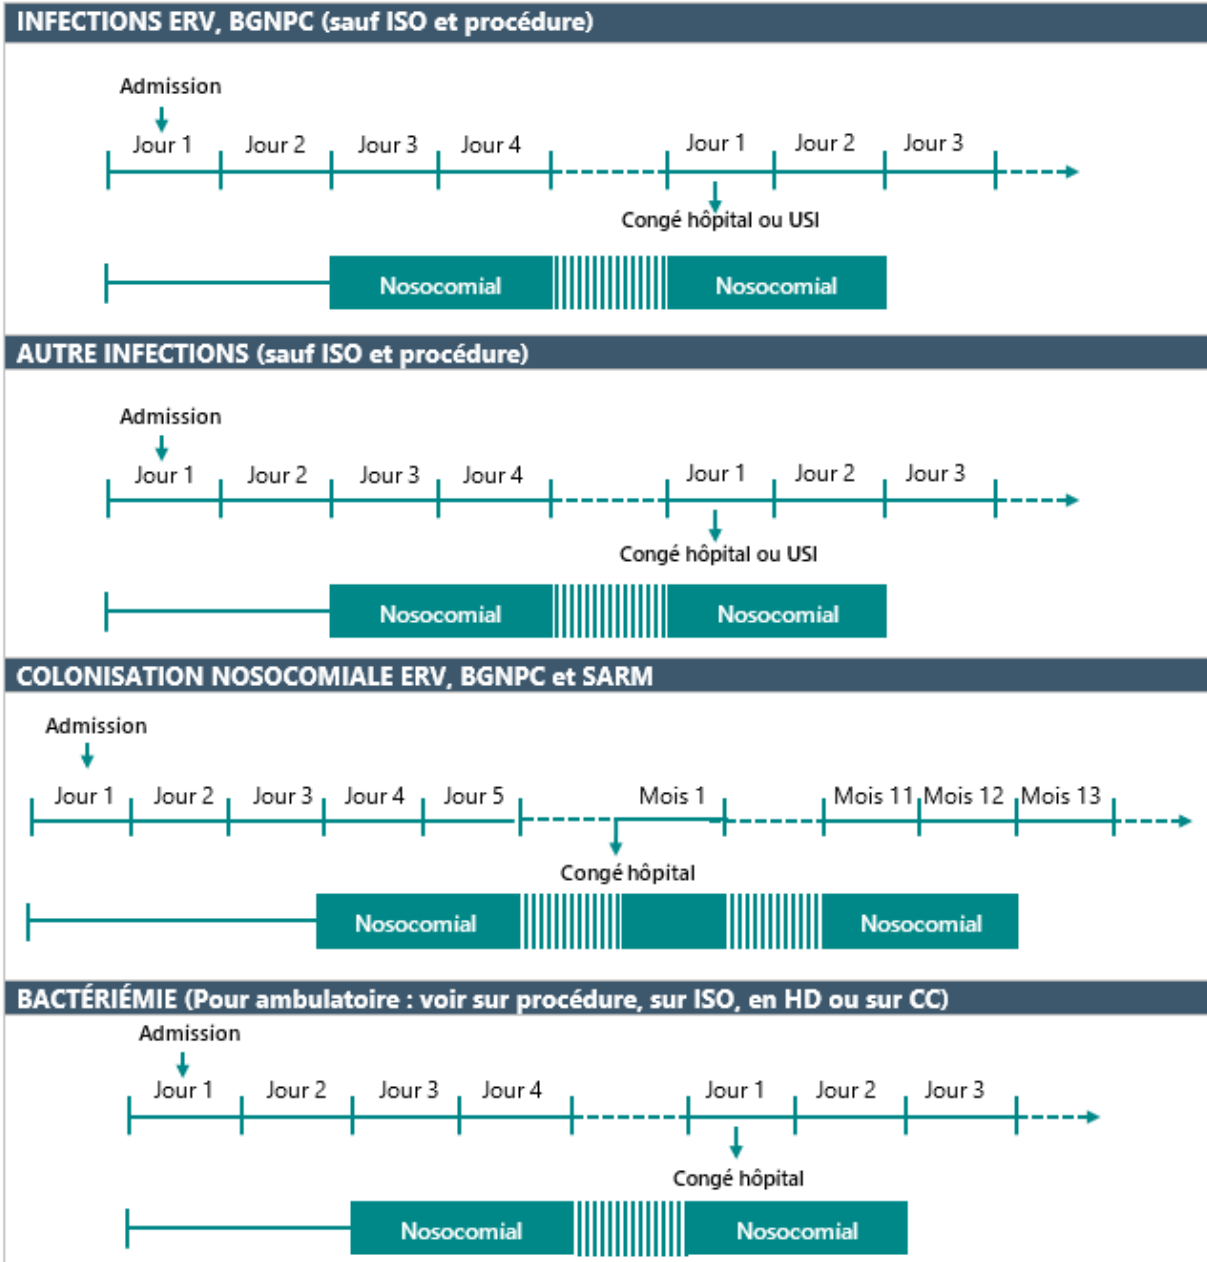 INFECTIONS ERV, BGNPC (sauf ISO et procédure)
Admission
Jour 1 Jour 2 Jour 3 Jour 4 Jour 1 Jour 2 Jour 3
Congé hôpital ou USI
Nosocomial Nosocomial
AUTRE INFECTIONS (sauf ISO et procédure)
Admission
Jour 1 Jour 2 Jour 3 Jour 4 Jour 1 Jour 2 Jour 3
Congé hôpital ou USI
Nosocomial Nosocomial
COLONISATION NOSOCOMIALE ERV, BGNPC et SARM
Admission
Jour 1 Jour 2 Jour 3 Jour 4 Jour 5 Mois 1 Mois 11 Mois 12 Mois 13
Congé hôpital
Nosocomial Nosocomial
BACTÉRIÉMIE (Pour ambulatoire : voir sur procédure, sur ISO, en HD ou sur CC)
Admission
Jour 1 Jour 2 Jour 3 Jour 4 Jour 1 Jour 2 Jour 3
Congé hôpital
Nosocomial Nosocomial